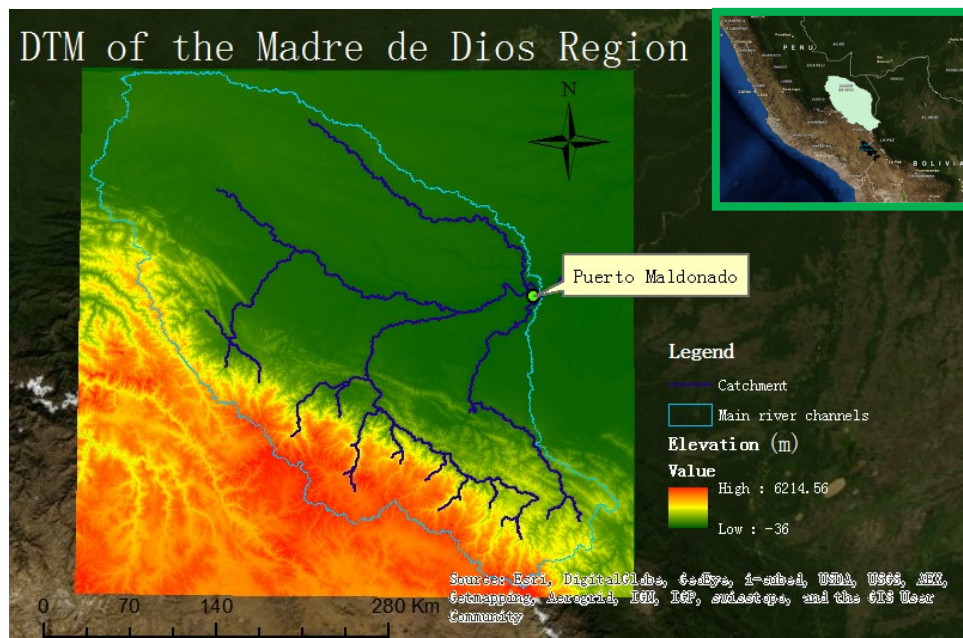 DTM of the Madre de Dios Region
PERU
BOLIVIA
N
Puerto Maldonado
Legend
Catchment
Main river channels
Elevation (m)
Value
High : 6214.56
Low : -36
Source: Esri, DigitalGlobe, GeoEye, i-cubed, USDA, USGS, AEX,
Getmapping, Aerogrid, IGN, IGP, swisstopo, and the GIS User
Community
0 70 140 280 Km